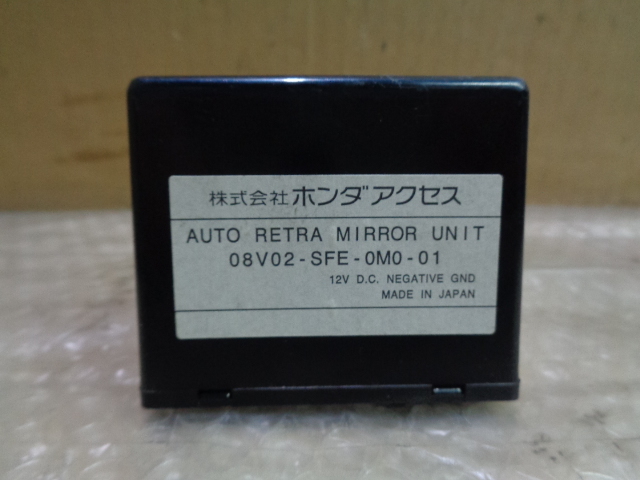 株式会社 ホンダアクセス
AUTO RETRA MIRROR UNIT
08V02-SFE-0M0-01
12V D.C. NEGATIVE GND
MADE IN JAPAN